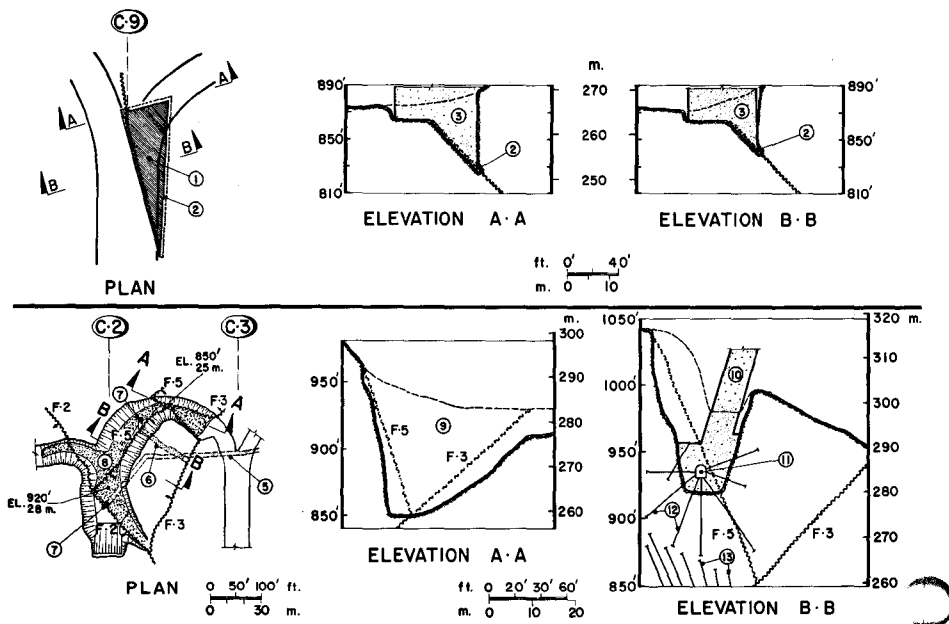 C·9
A
A
B
B
1
2
PLAN
890'
850'
810'
3
2
ELEVATION A·A
m.
270
260
250
890'
850'
810'
3
2
ELEVATION B·B
ft. 0' 40'
m. 0 10
C·2
C·3
EL. 850'
25 m.
A
A
B
B
7
F·5
F·3
F·2
F·5
8
6
5
EL. 920'
28 m.
7
F·3
PLAN
0 50' 100' ft.
0 30 m.
m.
300
290
280
270
260
950'
900'
850'
F·5
9
F·3
ELEVATION A·A
ft. 0 20' 30' 60'
m. 0 10 20
1050'
1000'
950'
900'
850'
320 m.
310
300
290
280
270
260
10
11
12
13
F·5
F·3
ELEVATION B·B